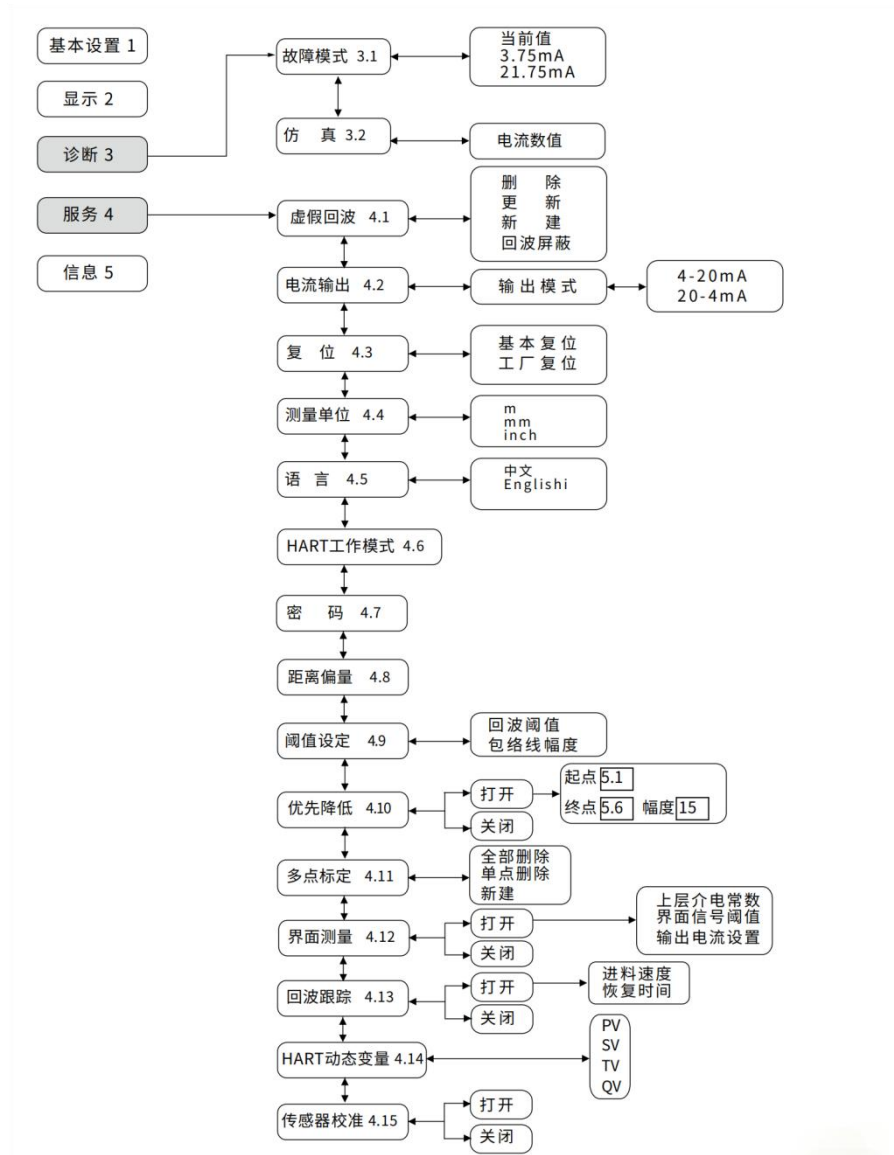 基本设置 1
显示 2
诊断 3
服务 4
信息 5
故障模式 3.1
当前值
3.75mA
21.75mA
仿 真 3.2
电流数值
虚假回波 4.1
删 除
更 新
新 建
回波屏蔽
电流输出 4.2
输出模式
4-20mA
20-4mA
复 位 4.3
基本复位
工厂复位
测量单位 4.4
m
mm
inch
语 言 4.5
中文
Englishi
HART工作模式 4.6
密 码 4.7
距离偏量 4.8
阈值设定 4.9
回波阈值
包络线幅度
优先降低 4.10
打开
关闭
起点 5.1
终点 5.6 幅度 15
多点标定 4.11
全部删除
单点删除
新建
界面测量 4.12
打开
关闭
上层介电常数
界面信号阈值
输出电流设置
回波跟踪 4.13
打开
关闭
进料速度
恢复时间
HART动态变量 4.14
PV
SV
TV
QV
传感器校准 4.15
打开
关闭